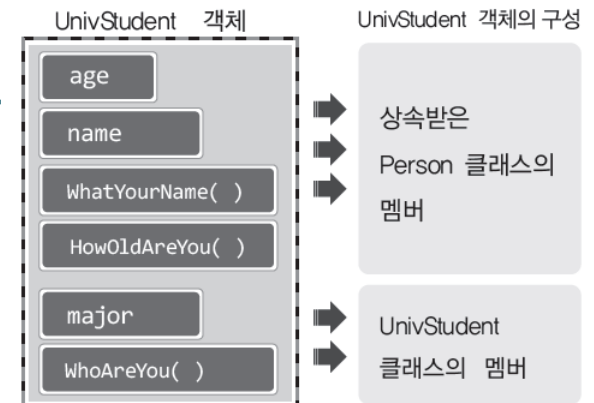 UnivStudent 객체
UnivStudent 객체의 구성
age
name
WhatYourName( )
HowOldAreYou( )
major
WhoAreYou( )
상속받은
Person 클래스의
멤버
UnivStudent
클래스의 멤버